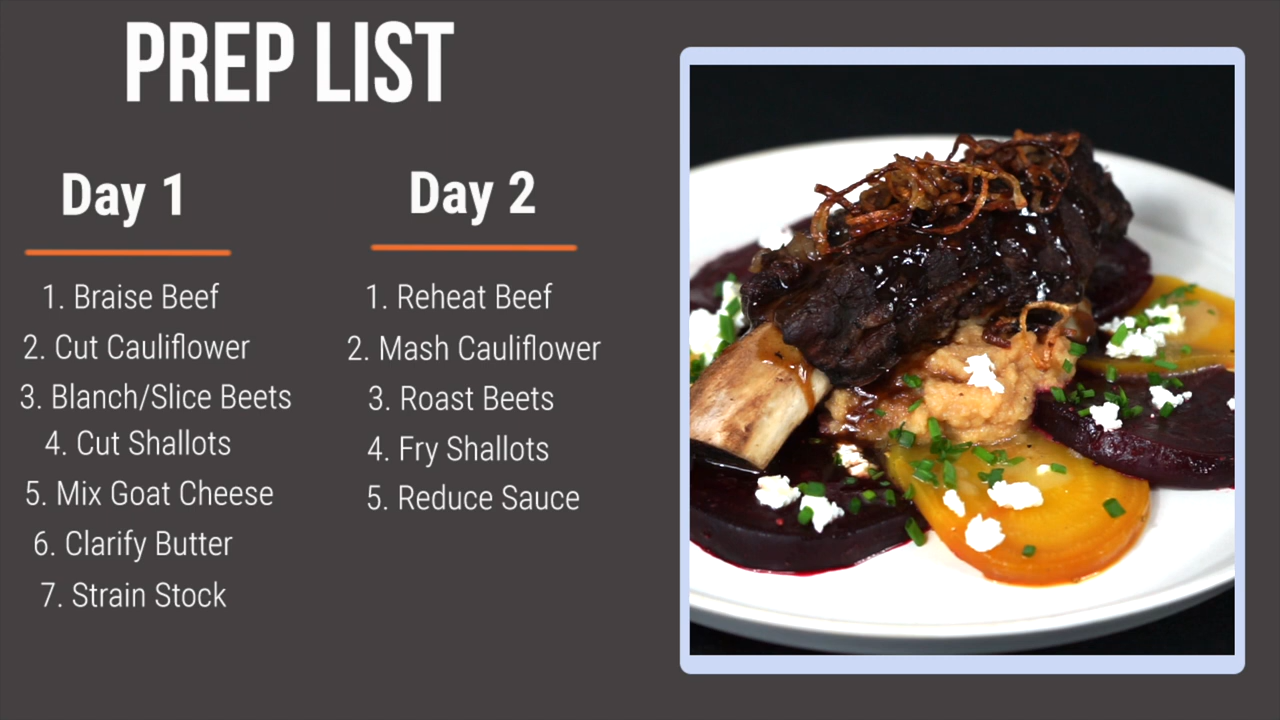 PREP LIST
Day 1
1. Braise Beef
2. Cut Cauliflower
3. Blanch/Slice Beets
4. Cut Shallots
5. Mix Goat Cheese
6. Clarify Butter
7. Strain Stock
Day 2
1. Reheat Beef
2. Mash Cauliflower
3. Roast Beets
4. Fry Shallots
5. Reduce Sauce